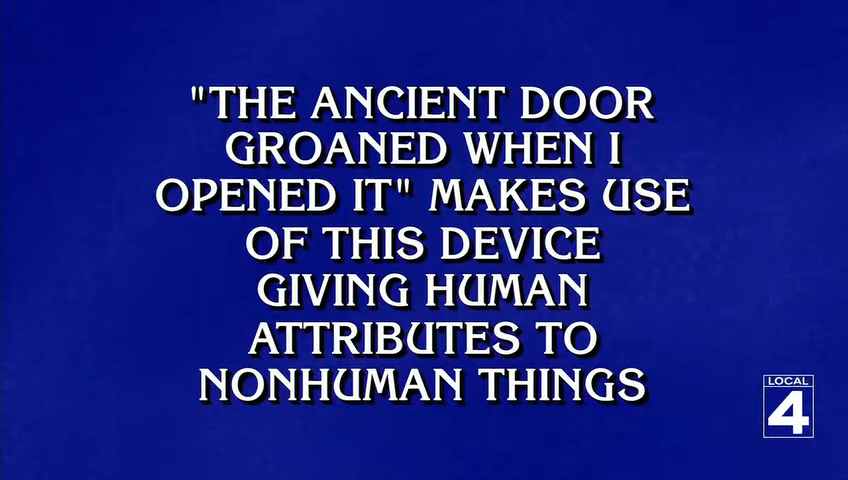 "THE ANCIENT DOOR
GROANED WHEN I
OPENED IT" MAKES USE
OF THIS DEVICE
GIVING HUMAN
ATTRIBUTES TO
NONHUMAN THINGS
LOCAL
4